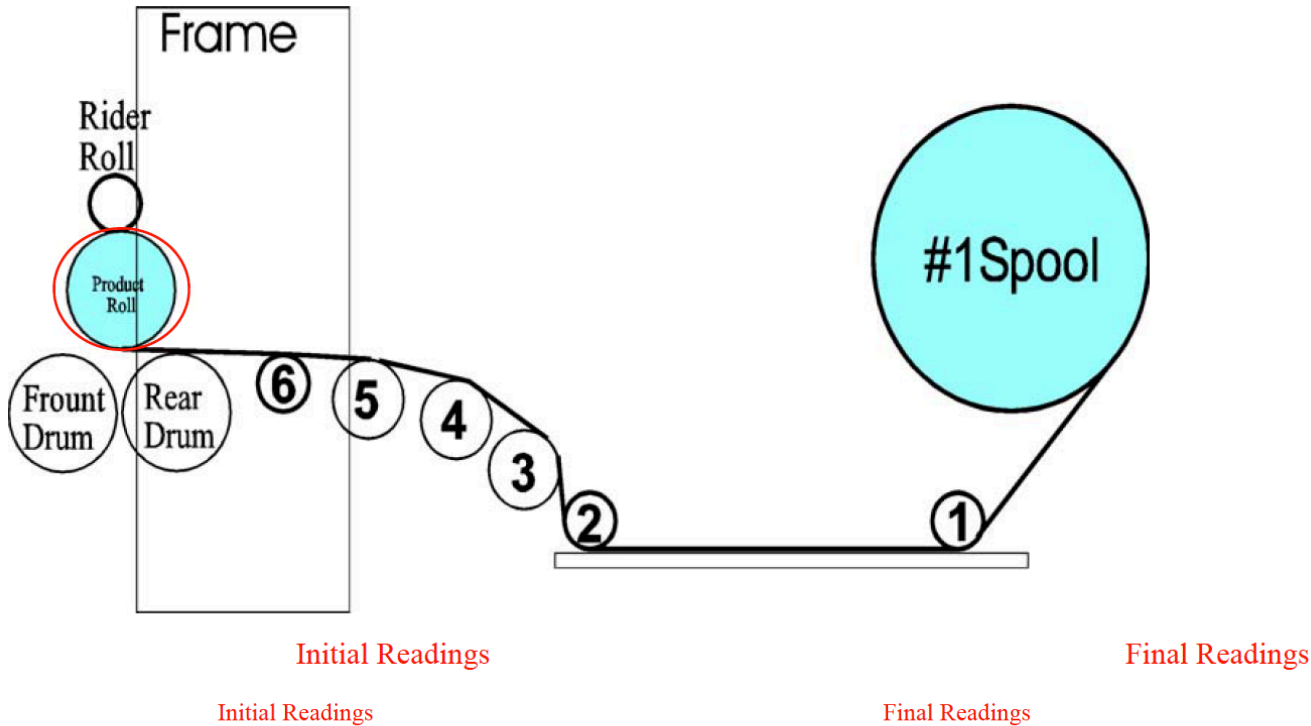 Frame
Rider
Roll
Product
Roll
#1Spool
Frount
Drum
Rear
Drum
6
5
4
3
2
1
Initial Readings
Final Readings
Initial Readings
Final Readings